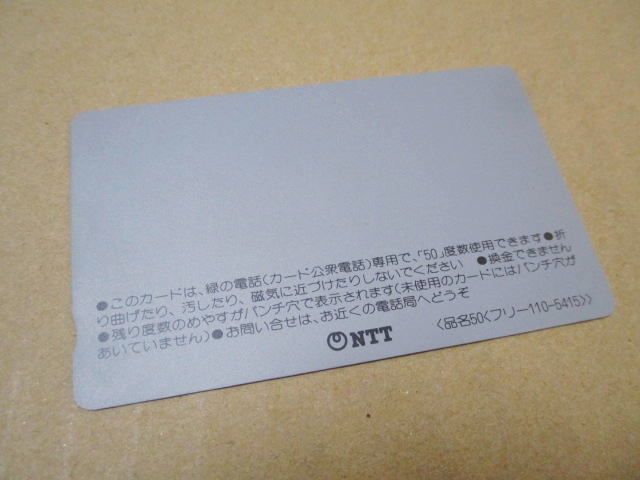 ●このカードは、緑の電話(カード公衆電話)専用で、「50」度数使用できます●折
り曲げたり、汚したり、磁気に近づけたりしないでください ●換金できません
●残り度数のめやすがパンチ穴で表示されます(未使用のカードにはパンチ穴が
あいていません)●お問い合せは、お近くの電話局へどうぞ
NTT 〈品名50〈フリー110-5415〉〉